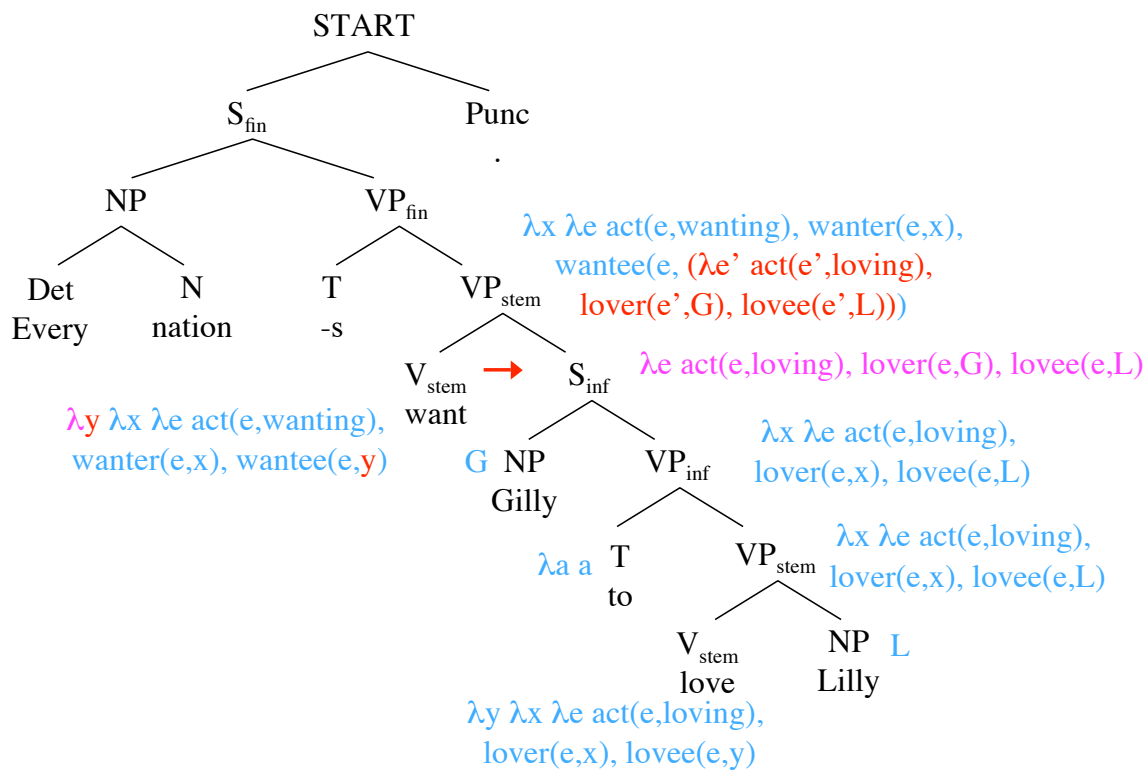 START
S_fin Punc
.
NP VP_fin
λx λe act(e,wanting), wanter(e,x),
wantee(e, (λe’ act(e’,loving),
lover(e’,G), lovee(e’,L)))
Det N T VP_stem
Every nation -s
V_stem S_inf λe act(e,loving), lover(e,G), lovee(e,L)
want
λy λx λe act(e,wanting),
wanter(e,x), wantee(e,y)
G NP VP_inf
Gilly
λx λe act(e,loving),
lover(e,x), lovee(e,L)
λa a T VP_stem
to
λx λe act(e,loving),
lover(e,x), lovee(e,L)
V_stem NP L
love Lilly
λy λx λe act(e,loving),
lover(e,x), lovee(e,y)